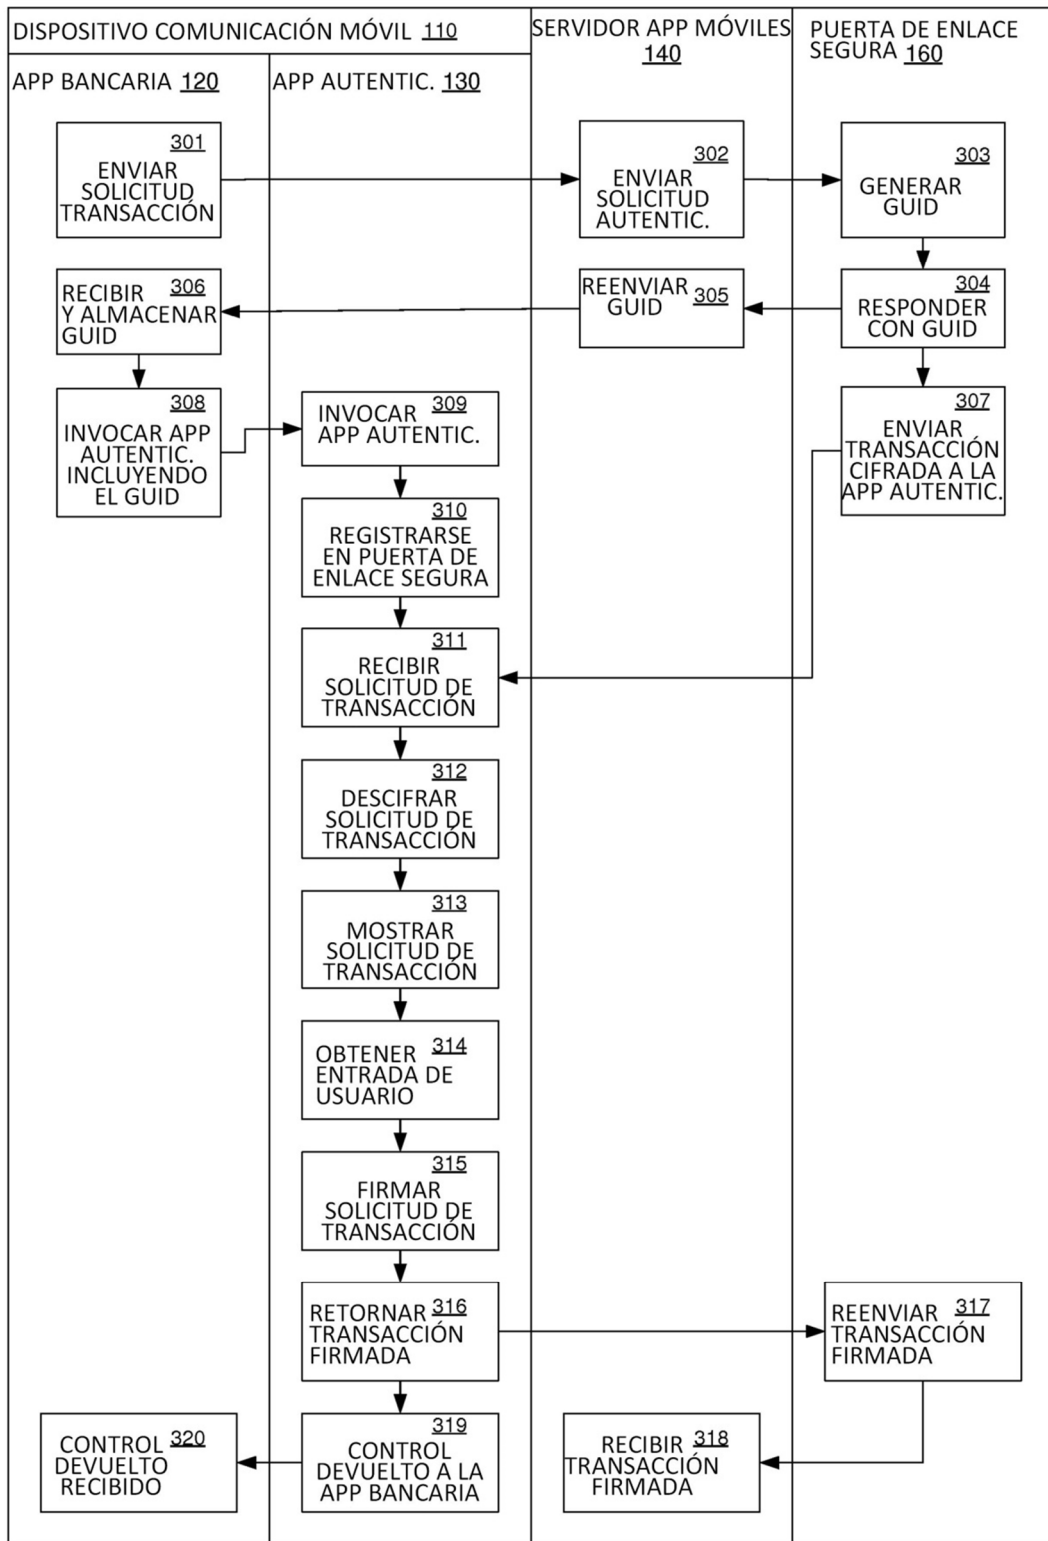 DISPOSITIVO COMUNICACIÓN MÓVIL 110
SERVIDOR APP MÓVILES
140
PUERTA DE ENLACE
SEGURA 160
APP BANCARIA 120
APP AUTENTIC. 130
301
ENVIAR
SOLICITUD
TRANSACCIÓN
302
ENVIAR
SOLICITUD
AUTENTIC.
303
GENERAR
GUID
304
RESPONDER
CON GUID
REENVIAR
GUID 305
RECIBIR 306
Y ALMACENAR
GUID
307
ENVIAR
TRANSACCIÓN
CIFRADA A LA
APP AUTENTIC.
308
INVOCAR APP
AUTENTIC.
INCLUYENDO
EL GUID
INVOCAR 309
APP AUTENTIC.
310
REGISTRARSE
EN PUERTA DE
ENLACE SEGURA
311
RECIBIR
SOLICITUD DE
TRANSACCIÓN
312
DESCIFRAR
SOLICITUD DE
TRANSACCIÓN
313
MOSTRAR
SOLICITUD DE
TRANSACCIÓN
OBTENER 314
ENTRADA DE
USUARIO
315
FIRMAR
SOLICITUD DE
TRANSACCIÓN
RETORNAR 316
TRANSACCIÓN
FIRMADA
REENVIAR 317
TRANSACCIÓN
FIRMADA
RECIBIR 318
TRANSACCIÓN
FIRMADA
319
CONTROL
DEVUELTO A LA
APP BANCARIA
CONTROL 320
DEVUELTO
RECIBIDO